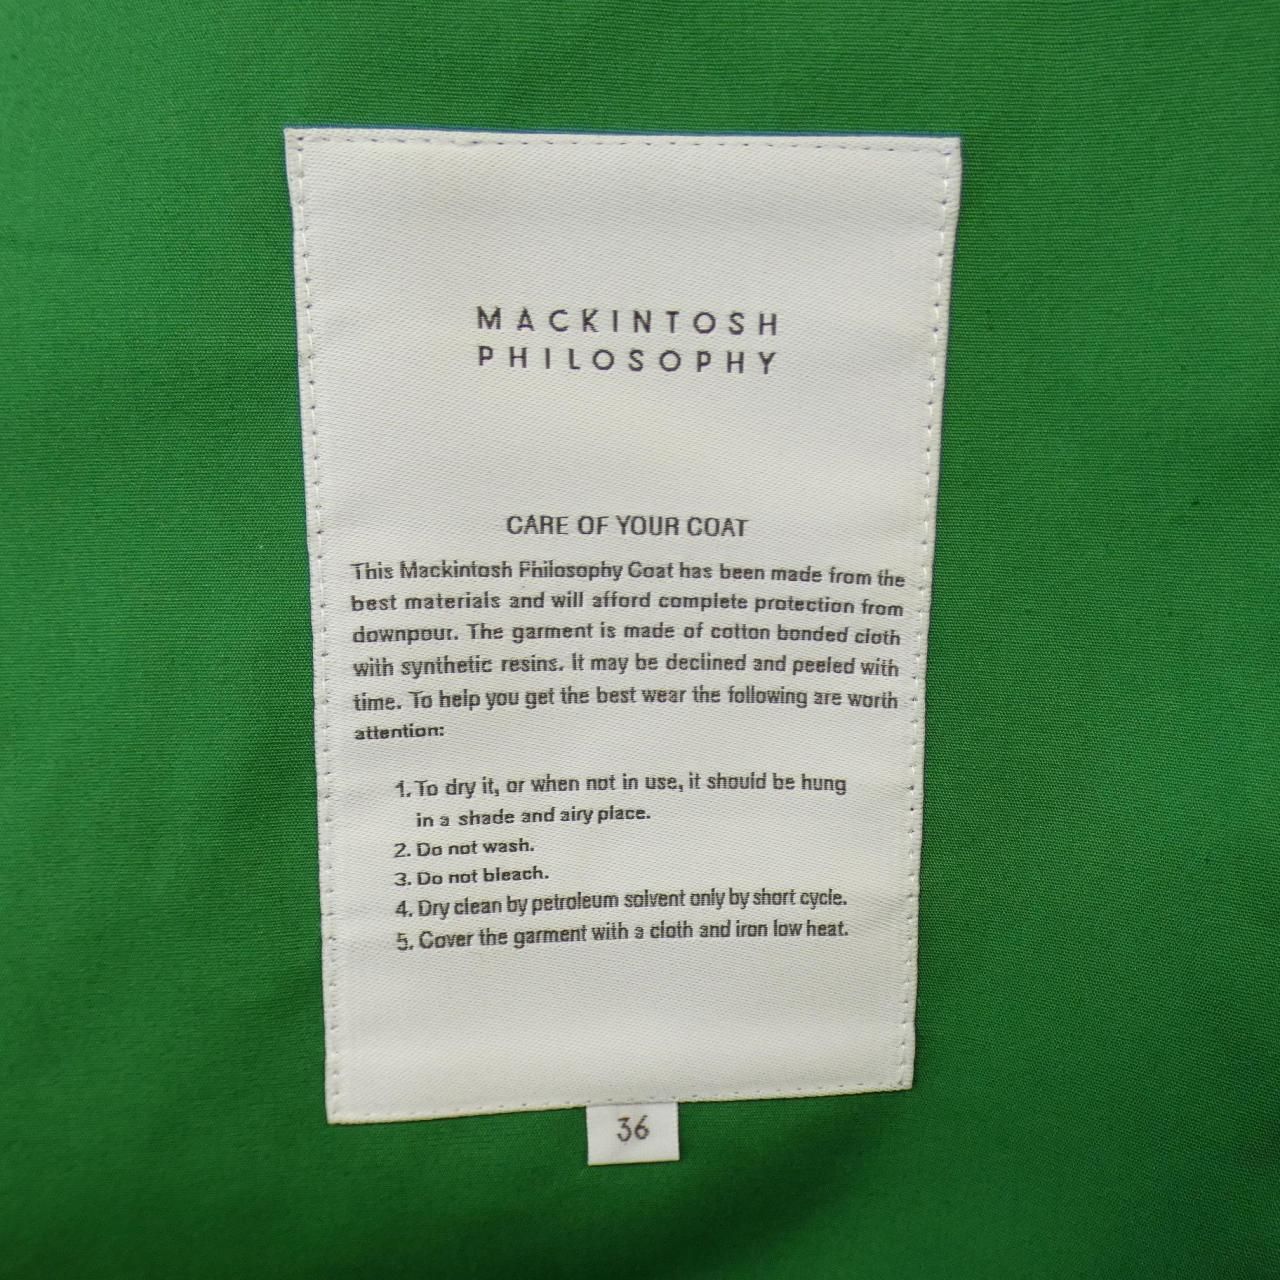 MACKINTOSH
PHILOSOPHY
CARE OF YOUR COAT
This Mackintosh Philosophy Coat has been made from the
best materials and will afford complete protection from
downpour. The garment is made of cotton bonded cloth
with synthetic resins. It may be declined and peeled with
time. To help you get the best wear the following are worth
attention:
1. To dry it, or when not in use, it should be hung
in a shade and airy place.
2. Do not wash.
3. Do not bleach.
4. Dry clean by petroleum solvent only by short cycle.
5. Cover the garment with a cloth and iron low heat.
36